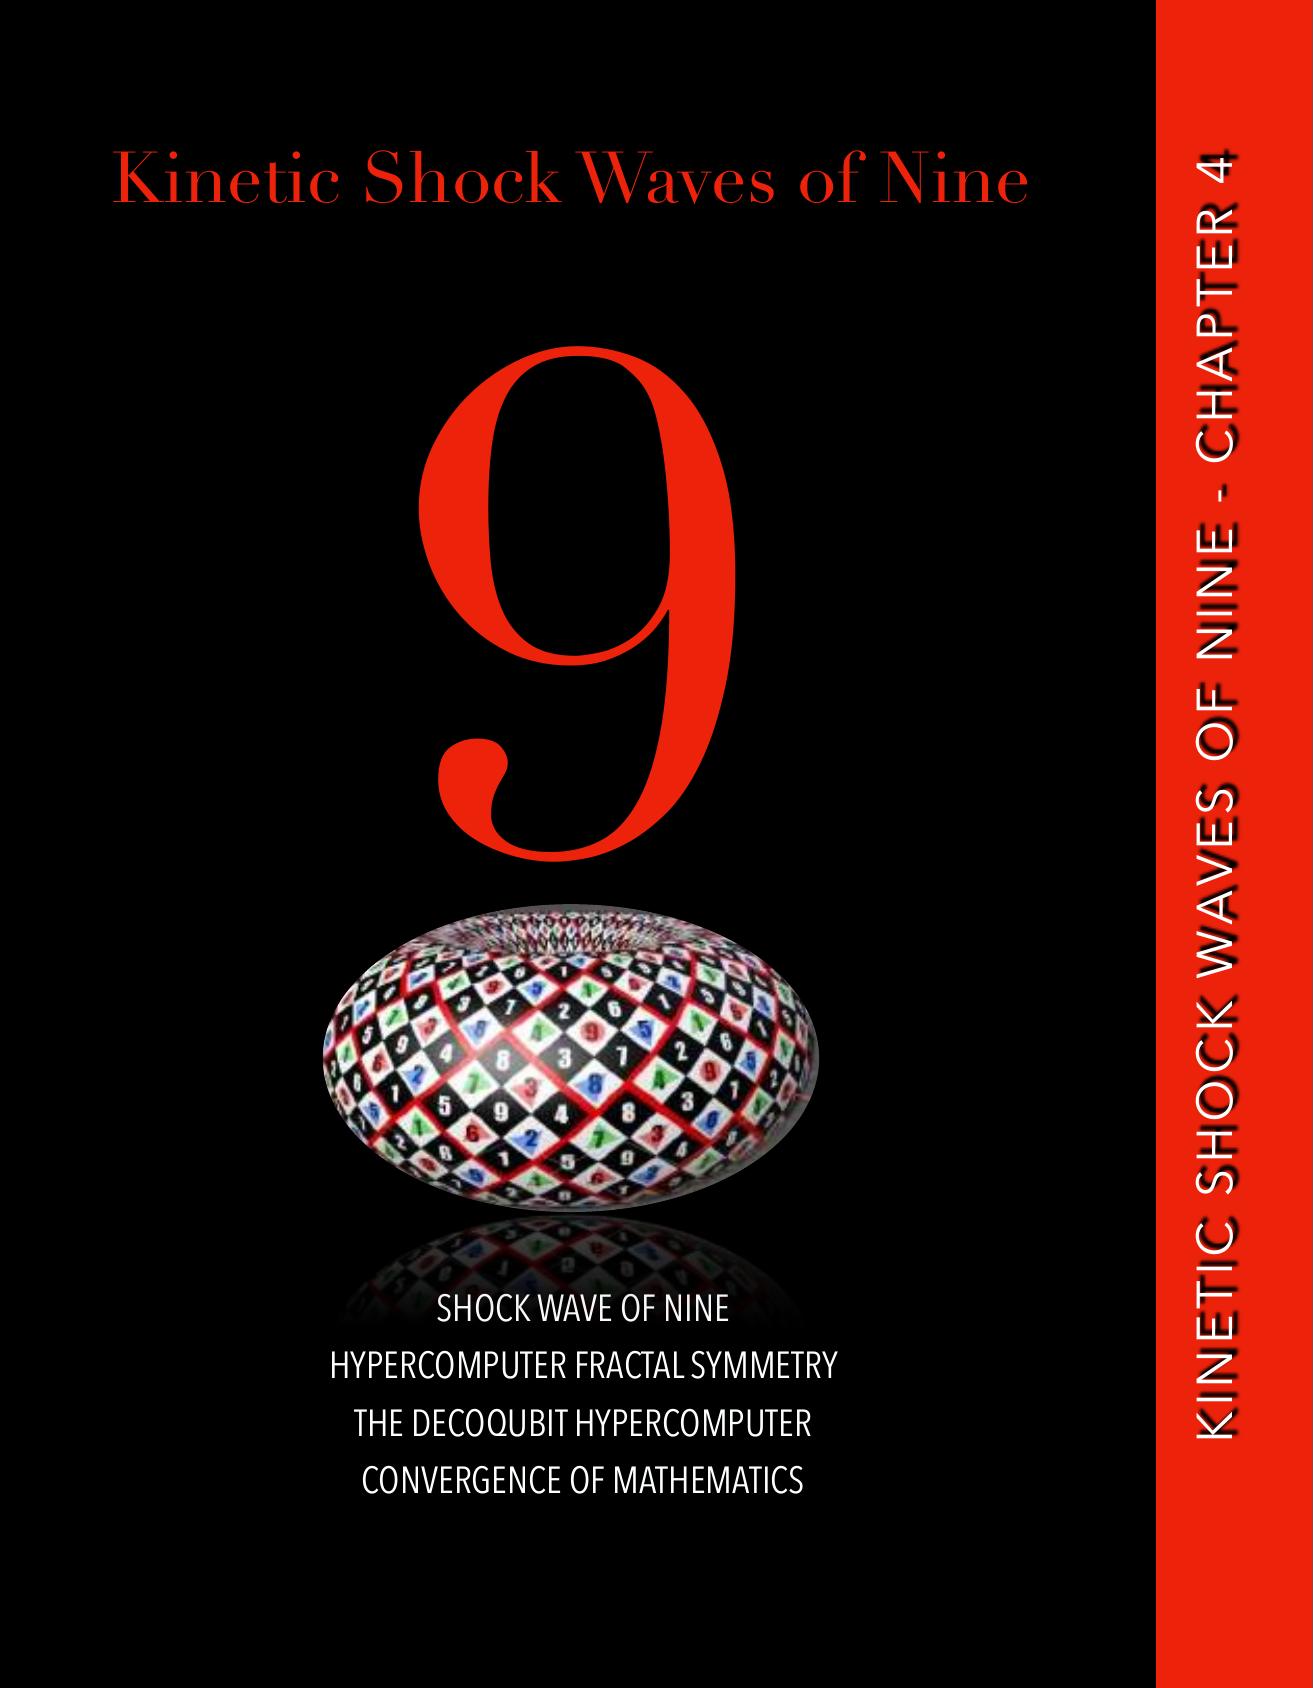 Kinetic Shock Waves of Nine
9
SHOCK WAVE OF NINE
HYPERCOMPUTER FRACTAL SYMMETRY
THE DECOQUBIT HYPERCOMPUTER
CONVERGENCE OF MATHEMATICS
KINETIC SHOCK WAVES OF NINE - CHAPTER 4